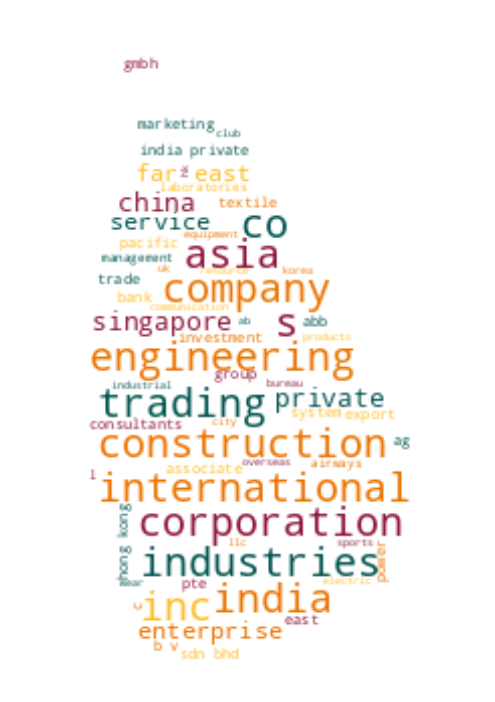 gmbh
marketing
club
india private
far east
laboratories
china textile
service co
equipment
pacific asia
management
uk resource korea
trade company
bank
communication
singapore ab s abb
investment products
engineering
group
industrial bureau
trading private
system export
consultants city
construction ag
overseas
associate airways
l international
corporation
hong kong
llc sports
industries power
wear pte electric
u inc india
east
enterprise
b v
sdn bhd